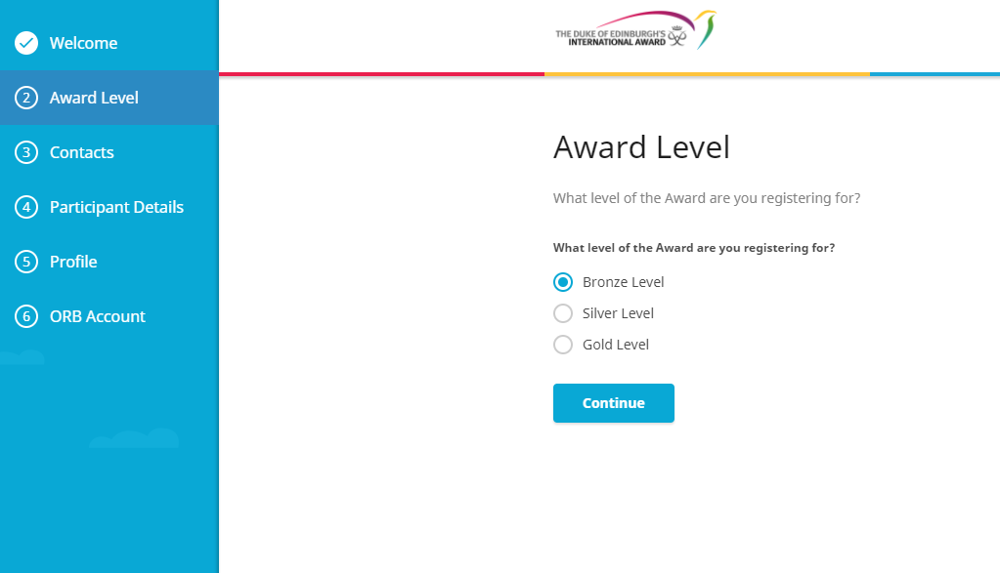 Welcome
2 Award Level
3 Contacts
4 Participant Details
5 Profile
6 ORB Account
THE DUKE OF EDINBURGH'S
INTERNATIONAL AWARD
Award Level
What level of the Award are you registering for?
What level of the Award are you registering for?
Bronze Level
Silver Level
Gold Level
Continue